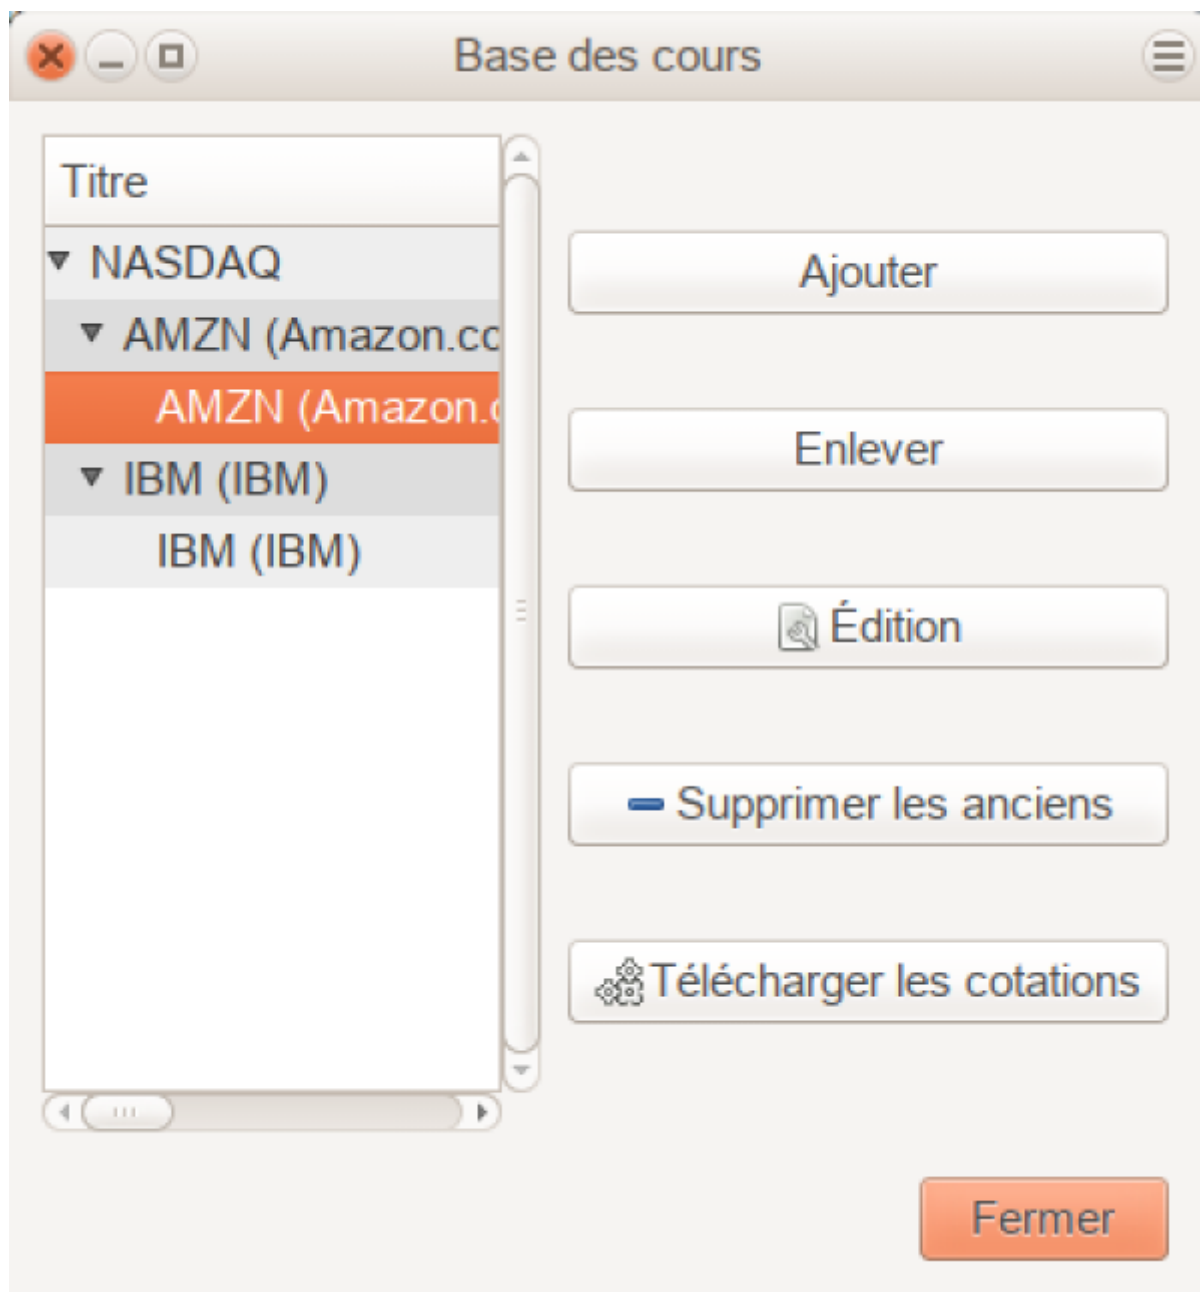 Base des cours
Titre
NASDAQ
AMZN (Amazon.cc
AMZN (Amazon.
IBM (IBM)
IBM (IBM)
Ajouter
Enlever
Édition
Supprimer les anciens
Télécharger les cotations
Fermer